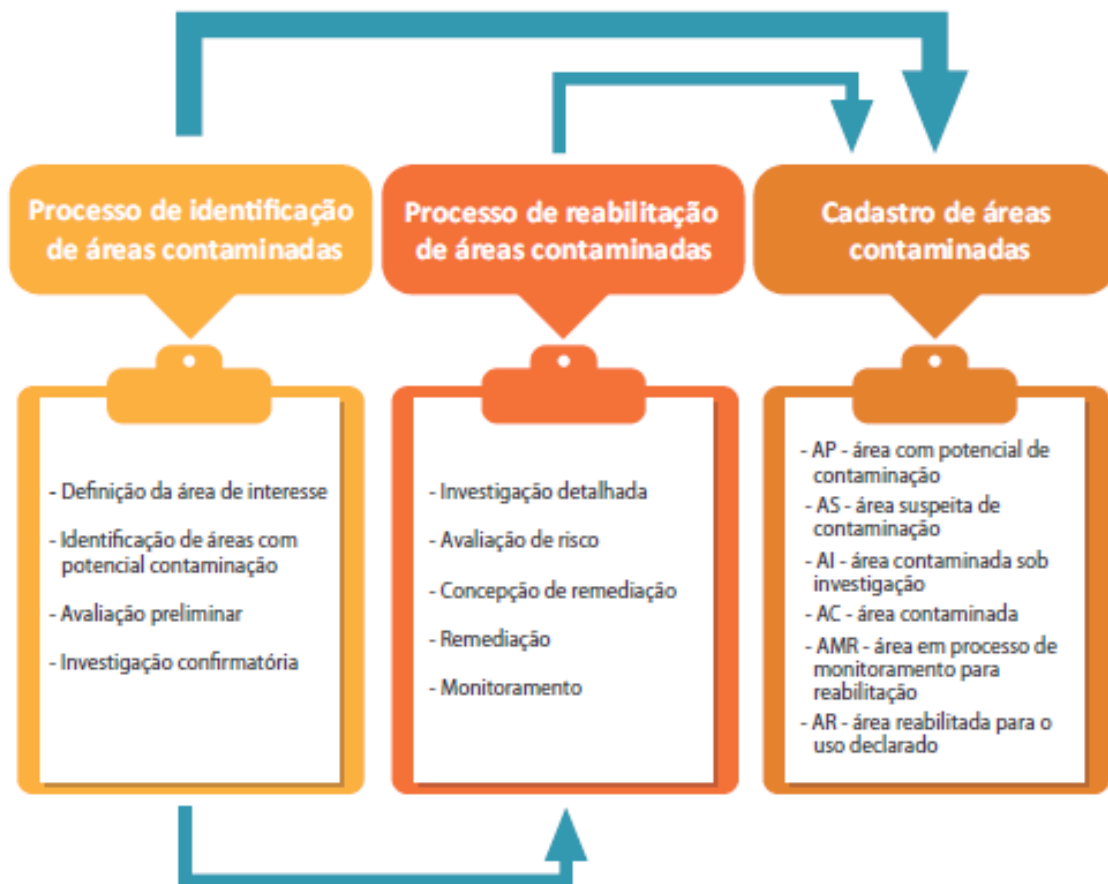 Processo de identificação
de áreas contaminadas
Processo de reabilitação
de áreas contaminadas
Cadastro de áreas
contaminadas
- Definição da área de interesse
- Identificação de áreas com
potencial contaminação
- Avaliação preliminar
- Investigação confirmatória
- Investigação detalhada
- Avaliação de risco
- Concepção de remediação
- Remediação
- Monitoramento
- AP - área com potencial de
contaminação
- AS - área suspeita de
contaminação
- AI - área contaminada sob
investigação
- AC - área contaminada
- AMR - área em processo de
monitoramento para
reabilitação
- AR - área reabilitada para o
uso declarado